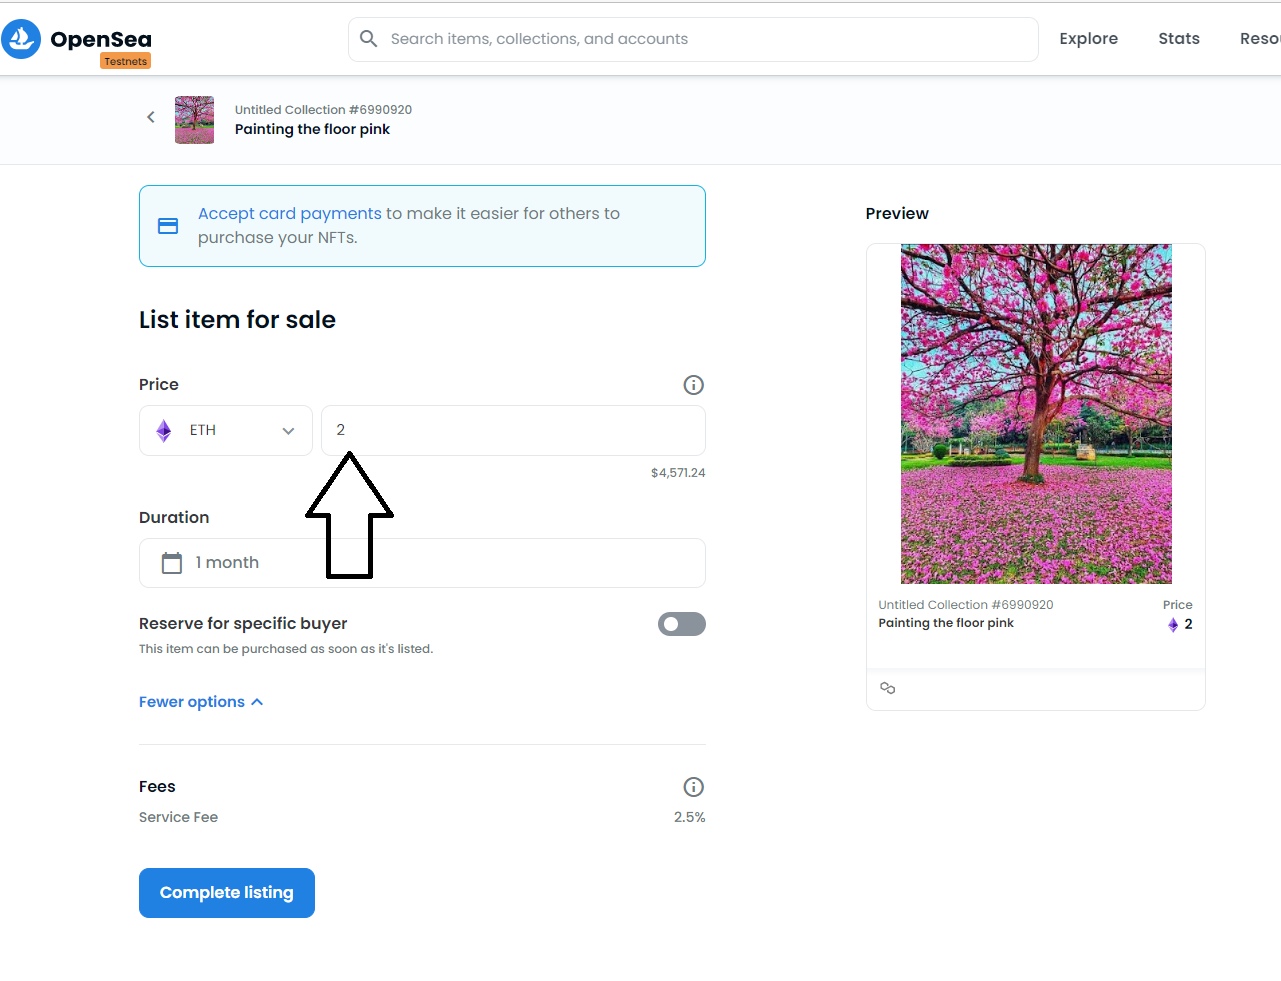 OpenSea
Testnets
Search items, collections, and accounts
Explore
Stats
Reso
Untitled Collection #6990920
Painting the floor pink
Accept card payments to make it easier for others to
purchase your NFTs.
List item for sale
Price
ETH
2
$4,571.24
Duration
1 month
Reserve for specific buyer
This item can be purchased as soon as it's listed.
Fewer options
Fees
Service Fee
2.5%
Complete listing
Preview
Untitled Collection #6990920
Price
Painting the floor pink
2